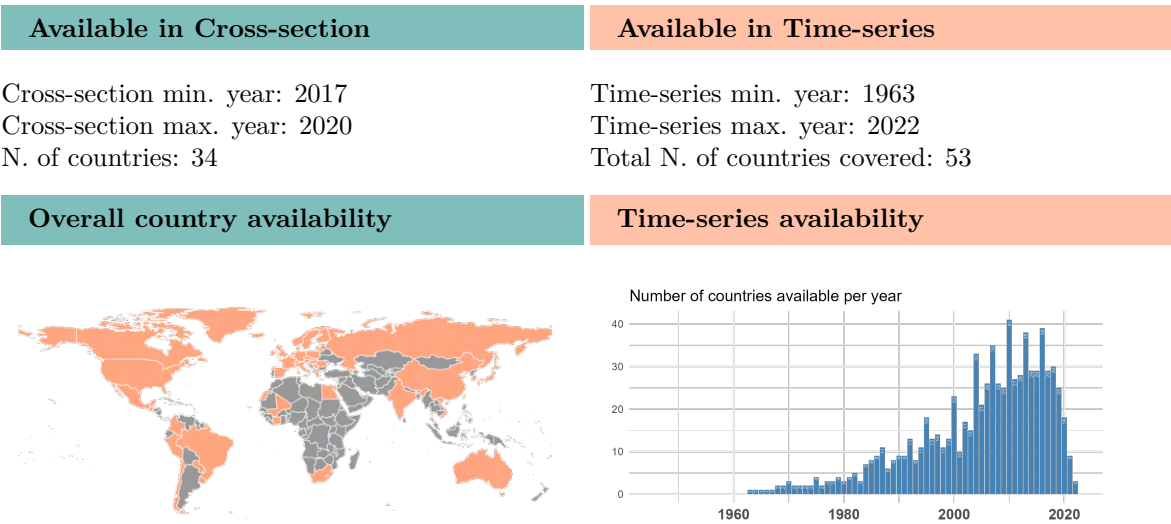 Available in Cross-section
Cross-section min. year: 2017
Cross-section max. year: 2020
N. of countries: 34
Available in Time-series
Time-series min. year: 1963
Time-series max. year: 2022
Total N. of countries covered: 53
Overall country availability
Time-series availability
Number of countries available per year
40
30
20
10
0
1960 1980 2000 2020